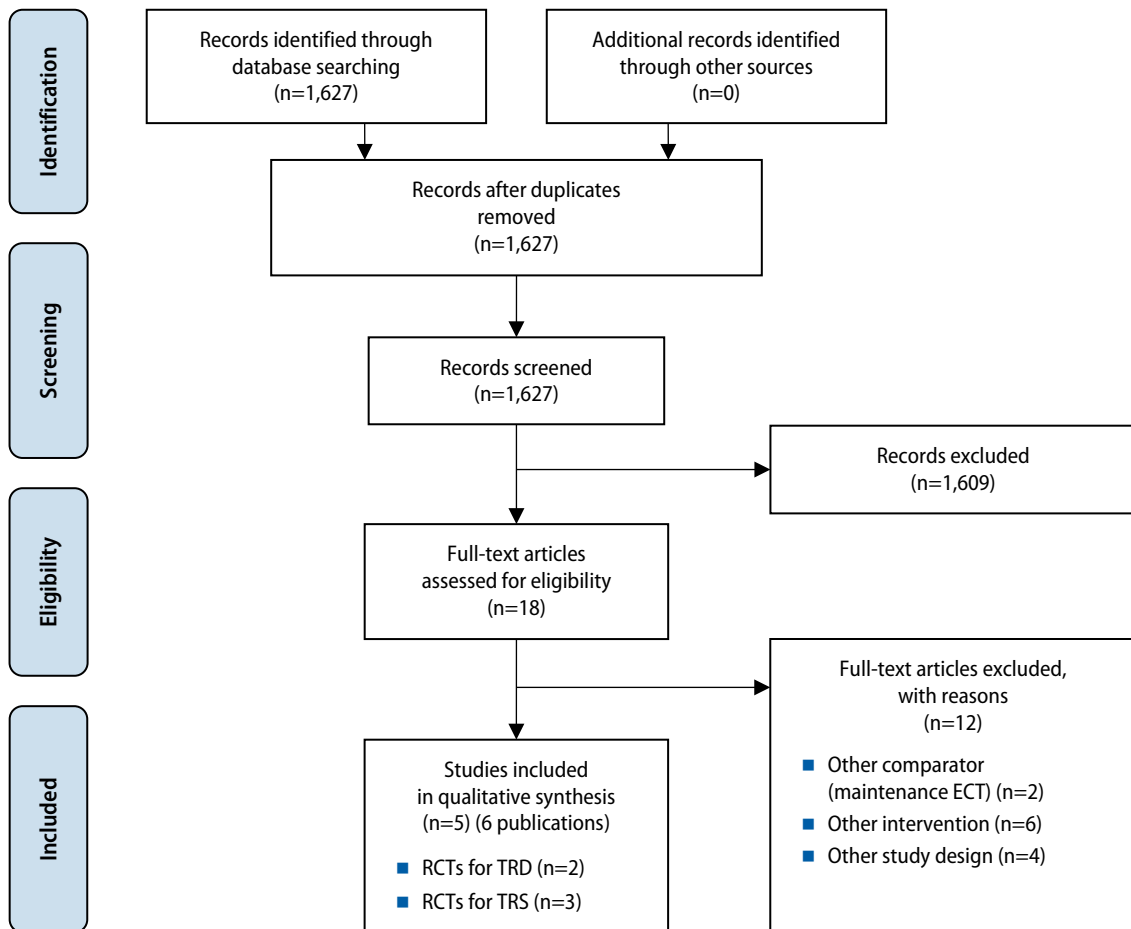 Identification
Records identified through
database searching
(n=1,627)
Additional records identified
through other sources
(n=0)
Records after duplicates
removed
(n=1,627)
Screening
Records screened
(n=1,627)
Records excluded
(n=1,609)
Eligibility
Full-text articles
assessed for eligibility
(n=18)
Full-text articles excluded,
with reasons
(n=12)
■ Other comparator
(maintenance ECT) (n=2)
■ Other intervention (n=6)
■ Other study design (n=4)
Included
Studies included
in qualitative synthesis
(n=5) (6 publications)
■ RCTs for TRD (n=2)
■ RCTs for TRS (n=3)